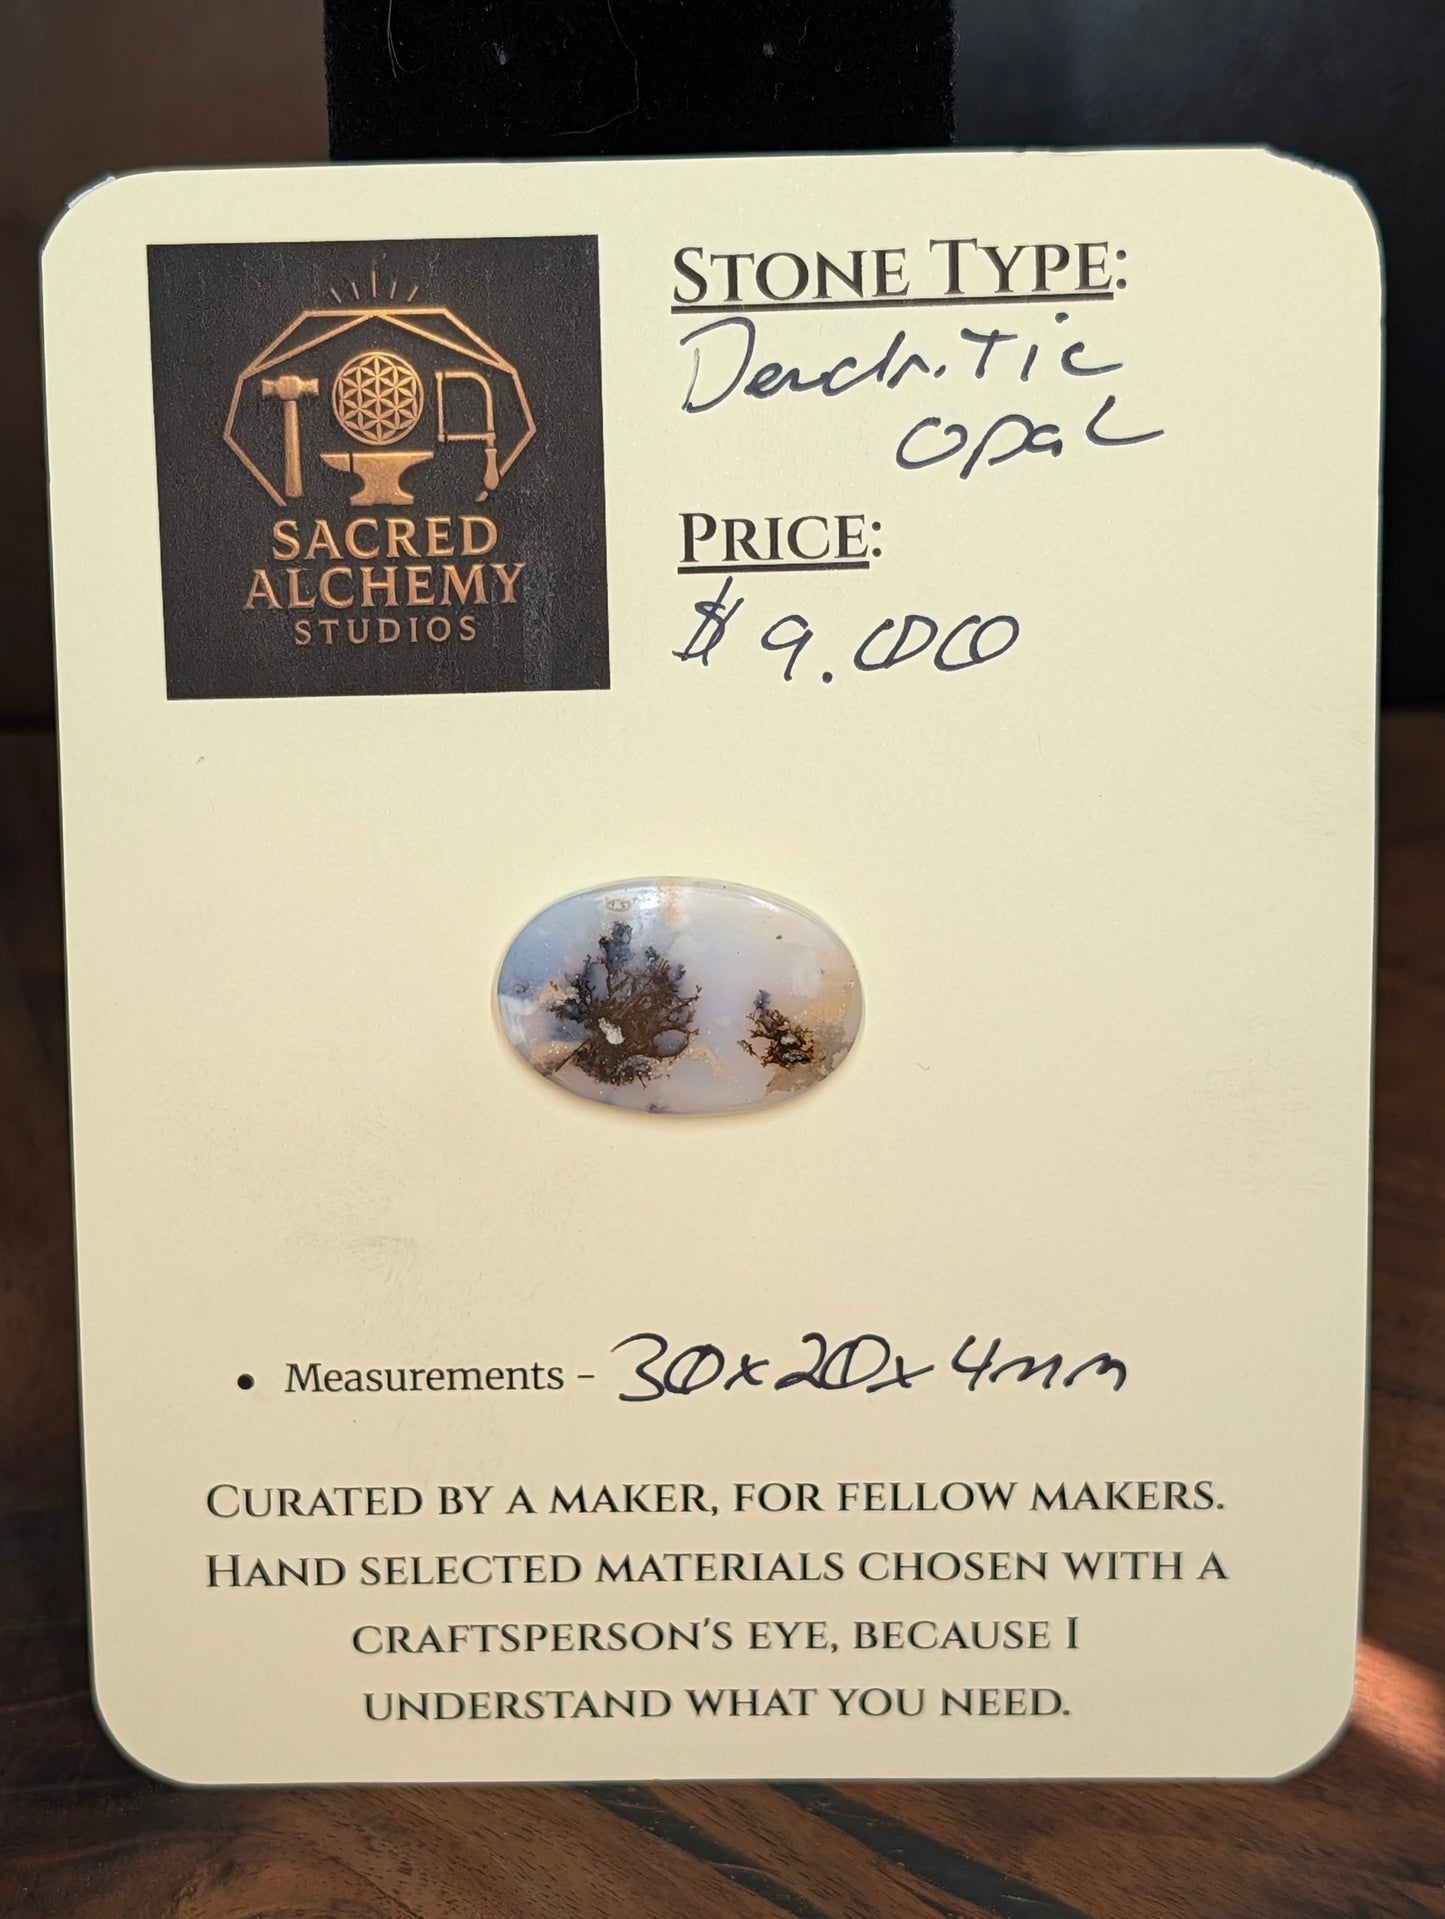 SACRED
ALCHEMY
STUDIOS
STONE TYPE:
Dendritic
opal
PRICE:
$9.00
• Measurements - 30x20x4mm
CURATED BY A MAKER, FOR FELLOW MAKERS.
HAND SELECTED MATERIALS CHOSEN WITH A
CRAFTSPERSON'S EYE, BECAUSE I
UNDERSTAND WHAT YOU NEED.